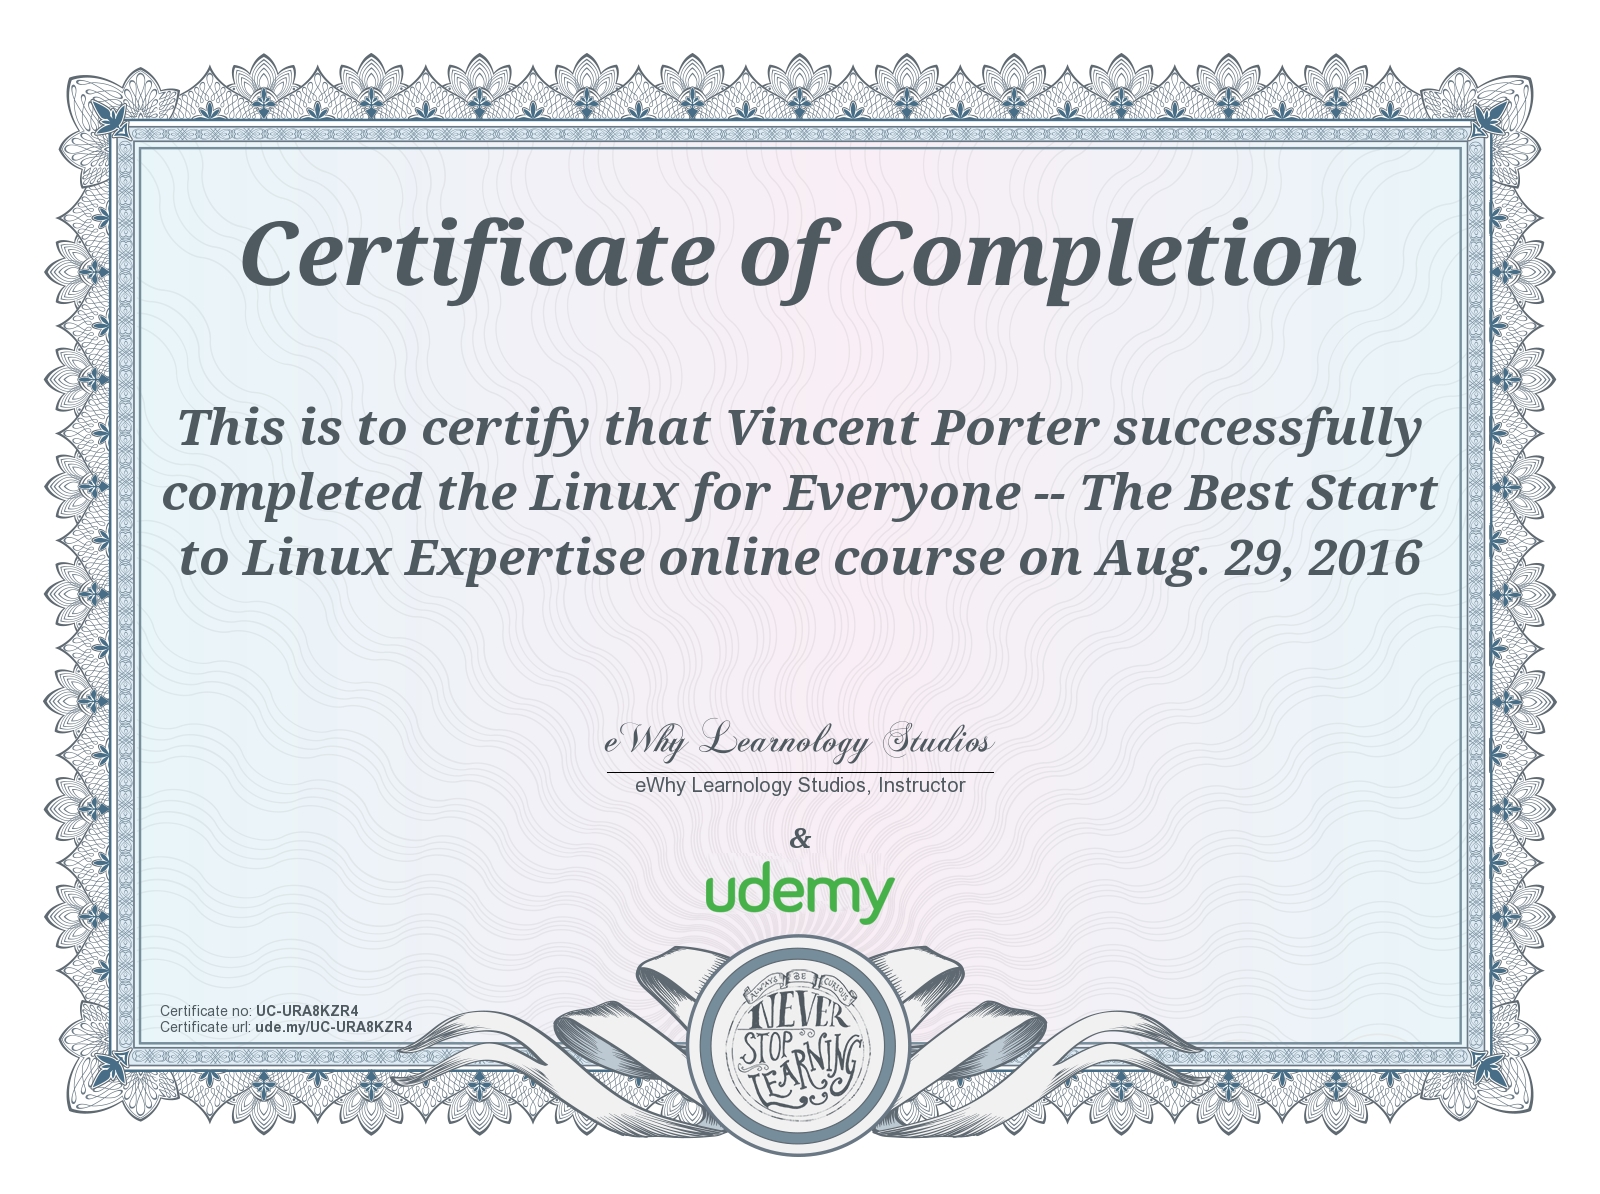 Certificate of Completion
This is to certify that Vincent Porter successfully
completed the Linux for Everyone -- The Best Start
to Linux Expertise online course on Aug. 29, 2016
eWhy Learnology Studios
eWhy Learnology Studios, Instructor
&
udemy
Certificate no: UC-URA8KZR4
Certificate url: ude.my/UC-URA8KZR4
ALWAYS BE CURIOUS
NEVER
STOP
LEARNING